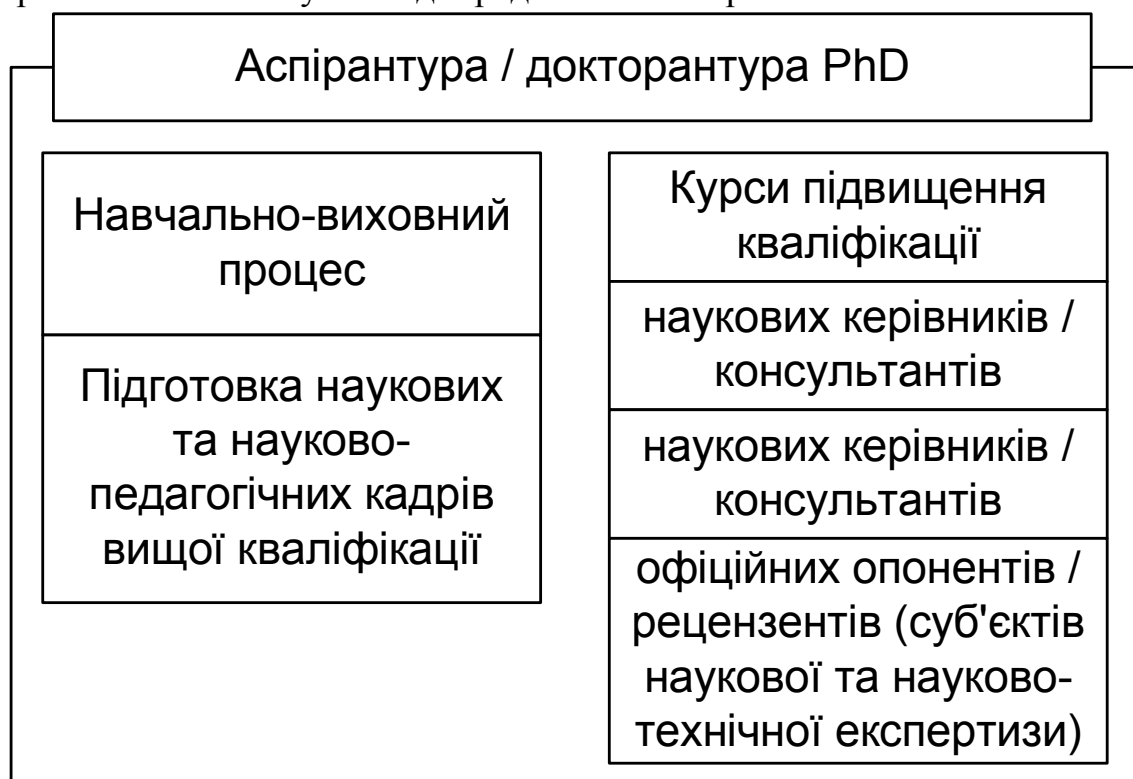 Аспірантура / докторантура PhD
Навчально-виховний
процес
Підготовка наукових
та науково-
педагогічних кадрів
вищої кваліфікації
Курси підвищення
кваліфікації
наукових керівників /
консультантів
наукових керівників /
консультантів
офіційних опонентів /
рецензентів (суб'єктів
наукової та науково-
технічної експертизи)